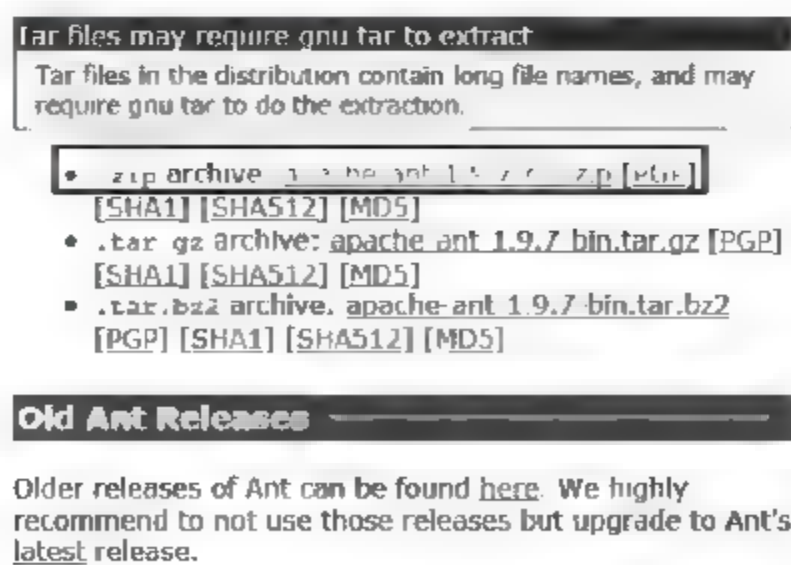 Tar files may require gnu tar to extract
Tar files in the distribution contain long file names, and may
require gnu tar to do the extraction.
• .zip archive [PGP]
[SHA1] [SHA512] [MD5]
• .tar gz archive: apache ant 1.9.7 bin.tar.gz [PGP]
[SHA1] [SHA512] [MD5]
• .tar.bz2 archive. apache-ant 1.9.7-bin.tar.bz2
[PGP] [SHA1] [SHA512] [MD5]
Old Ant Releases
Older releases of Ant can be found here. We highly
recommend to not use those releases but upgrade to Ant's
latest release.